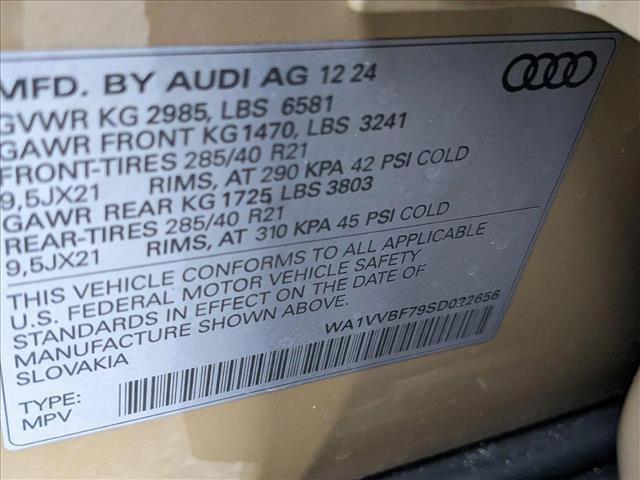 MFD. BY AUDI AG 12 24
GVWR KG 2985, LBS 6581
GAWR FRONT KG1470, LBS 3241
FRONT-TIRES 285/40 R21
9,5JX21 RIMS, AT 290 KPA 42 PSI COLD
GAWR REAR KG 1725 LBS 3803
REAR-TIRES 285/40 R21
9,5JX21 RIMS, AT 310 KPA 45 PSI COLD
THIS VEHICLE CONFORMS TO ALL APPLICABLE
U.S. FEDERAL MOTOR VEHICLE SAFETY
STANDARDS IN EFFECT ON THE DATE OF
MANUFACTURE SHOWN ABOVE.
SLOVAKIA
WA1VVBF79SD022656
TYPE:
MPV